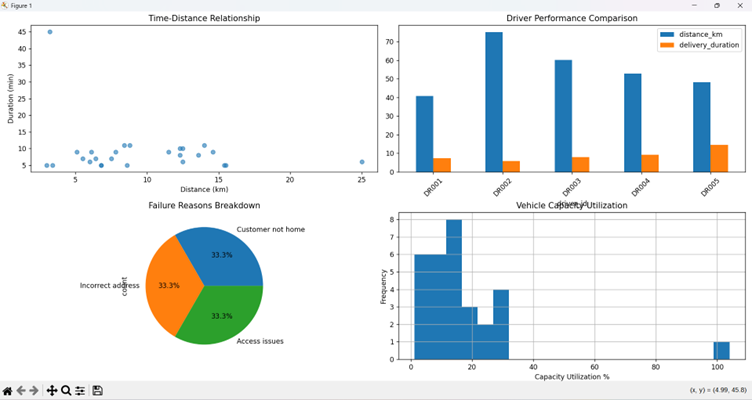 Figure 1
Time-Distance Relationship
45
40
35
30
25
20
15
10
5
Duration (min)
5
10
15
20
25
Distance (km)
Driver Performance Comparison
distance_km
delivery_duration
70
60
50
40
30
20
10
0
DR001
DR002
DR003
DR004
DR005
Failure Reasons Breakdown
Customer not home
33.3%
Incorrect address
33.3%
count
33.3%
Access issues
Vehicle Capacity Utilization
8
7
6
5
4
3
2
1
0
Frequency
0
20
40
60
80
100
Capacity Utilization %
(x, y) = (4.99, 45.8)